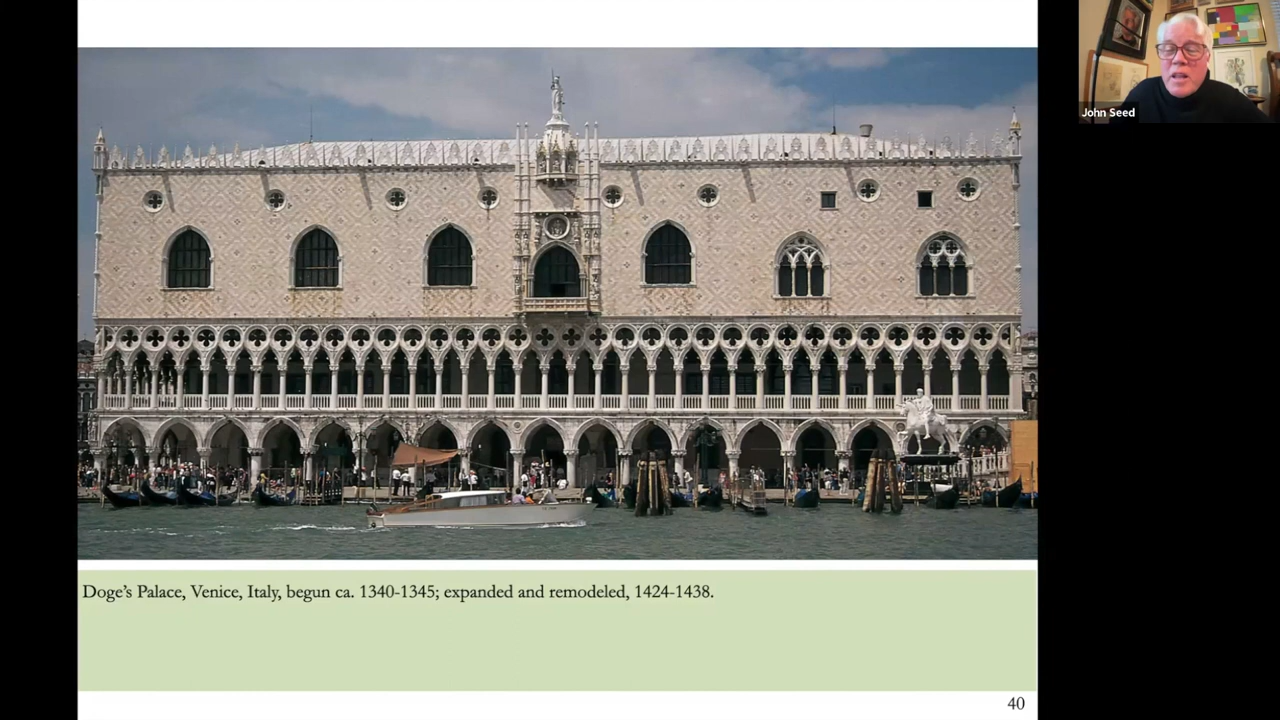 John Seed
Doge’s Palace, Venice, Italy, begun ca. 1340-1345; expanded and remodeled, 1424-1438.
40